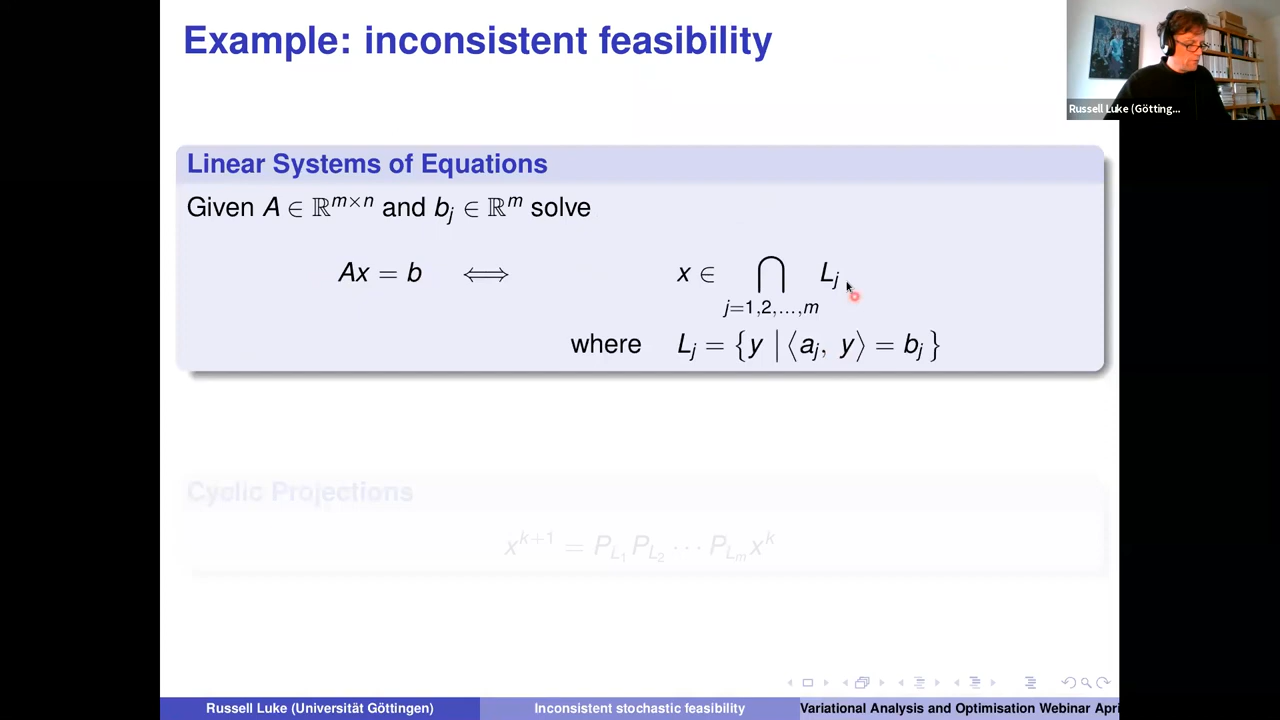 Example: inconsistent feasibility
Russell Luke (Götting...
Linear Systems of Equations
Given A ∈ ℝ^{m×n} and b_j ∈ ℝ^m solve
Ax = b ⟺ x ∈ ⋂_{j=1,2,...,m} L_j
where L_j = {y | ⟨a_j, y⟩ = b_j}
Cyclic Projections
x^{k+1} = P_{L_1} P_{L_2} ⋯ P_{L_m} x^k
Russell Luke (Universität Göttingen) Inconsistent stochastic feasibility Variational Analysis and Optimisation Webinar Apri